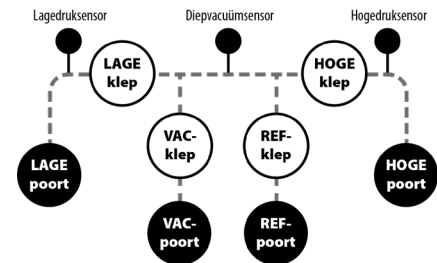 Lagedruksensor
Diepvacuümsensor
Hogedruksensor
LAGE
klep
HOGE
klep
VAC-
klep
REF-
klep
LAGE
poort
HOGE
poort
VAC-
poort
REF-
poort